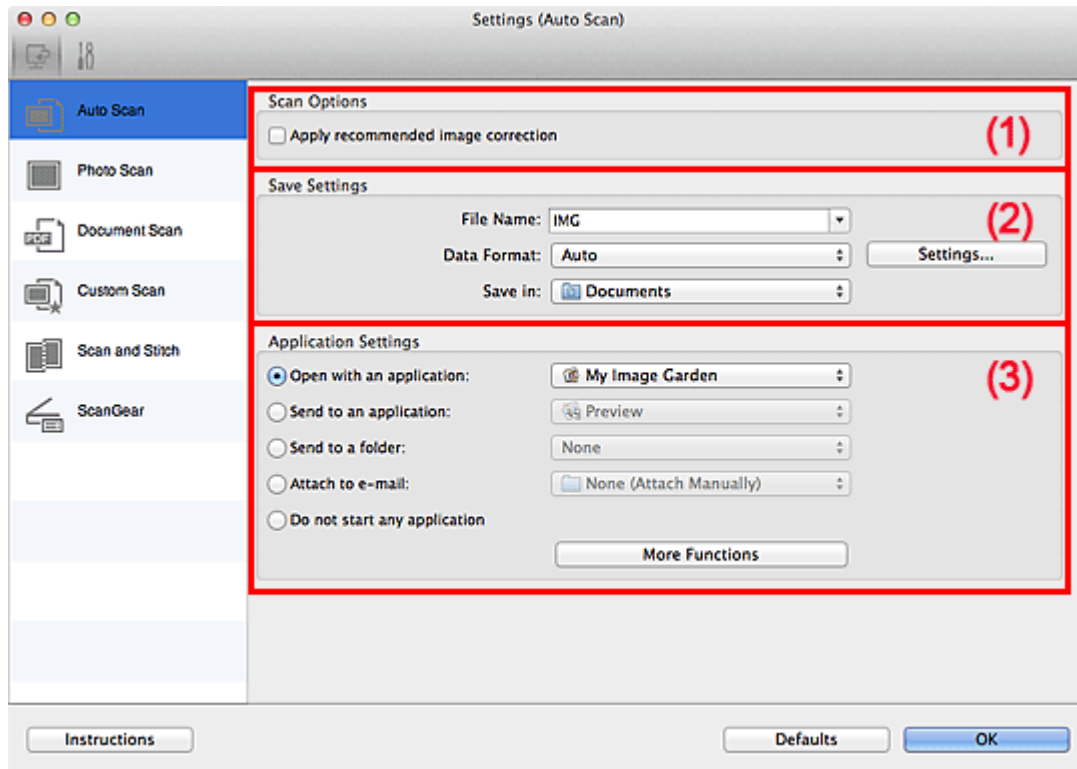 Settings (Auto Scan)
Auto Scan
Photo Scan
PDF
Document Scan
Custom Scan
Scan and Stitch
ScanGear
Scan Options
Apply recommended image correction
(1)
Save Settings
(2)
File Name: IMG
Data Format: Auto Settings...
Save in: Documents
Application Settings
(3)
Open with an application: My Image Garden
Send to an application: Preview
Send to a folder: None
Attach to e-mail: None (Attach Manually)
Do not start any application
More Functions
Instructions Defaults OK